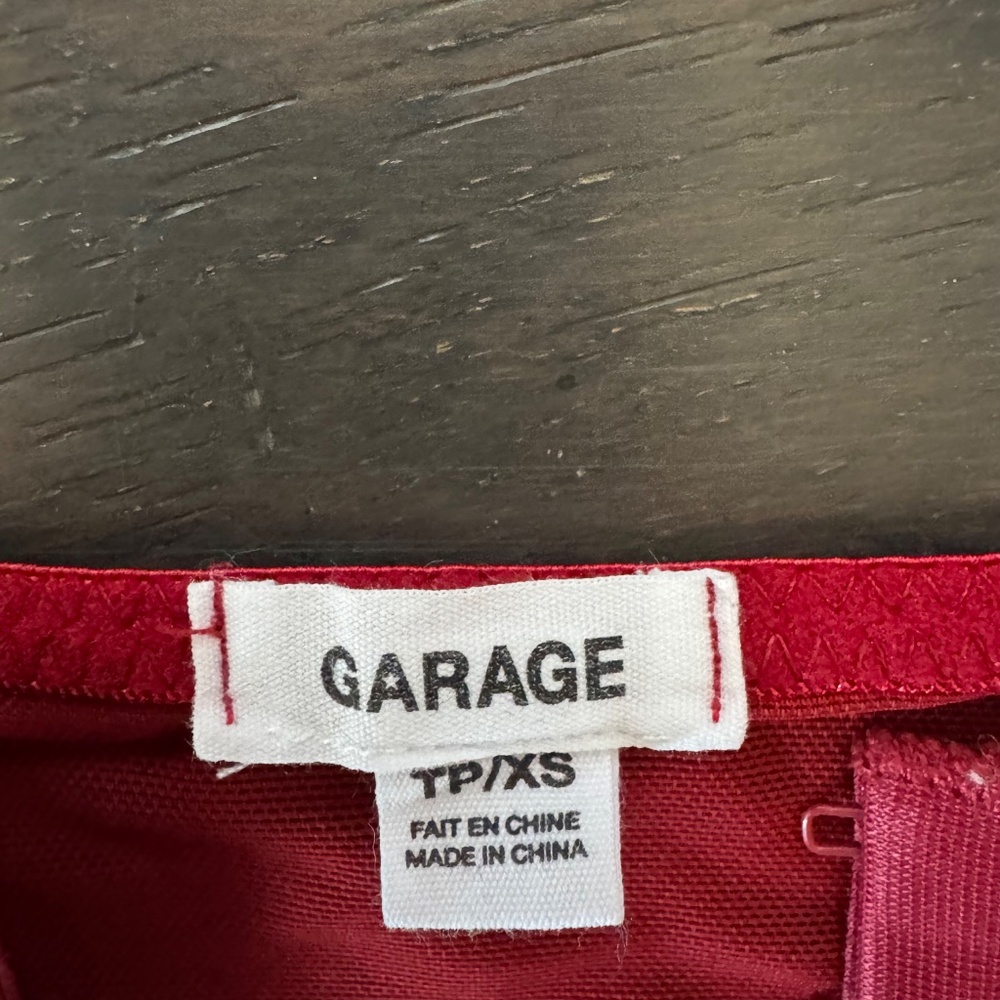 GARAGE
TP/XS
FAIT EN CHINE
MADE IN CHINA